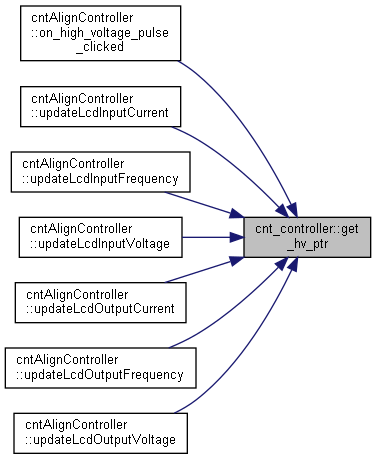 cntAlignController
::on_high_voltage_pulse
_clicked
cntAlignController
::updateLcdInputCurrent
cntAlignController
::updateLcdInputFrequency
cntAlignController
::updateLcdInputVoltage
cnt_controller::get
_hv_ptr
cntAlignController
::updateLcdOutputCurrent
cntAlignController
::updateLcdOutputFrequency
cntAlignController
::updateLcdOutputVoltage